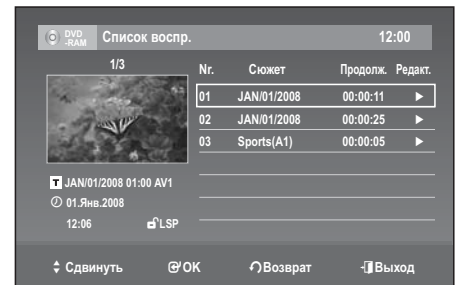 DVD-RAM Список воспр. 12:00
1/3
Nr. Сюжет Продолж. Редакт.
01 JAN/01/2008 00:00:11 ►
02 JAN/01/2008 00:00:25 ►
03 Sports(A1) 00:00:05 ►
T JAN/01/2008 01:00 AV1
01.Янв.2008
12:06 LSP
Сдвинуть OK Возврат Выход